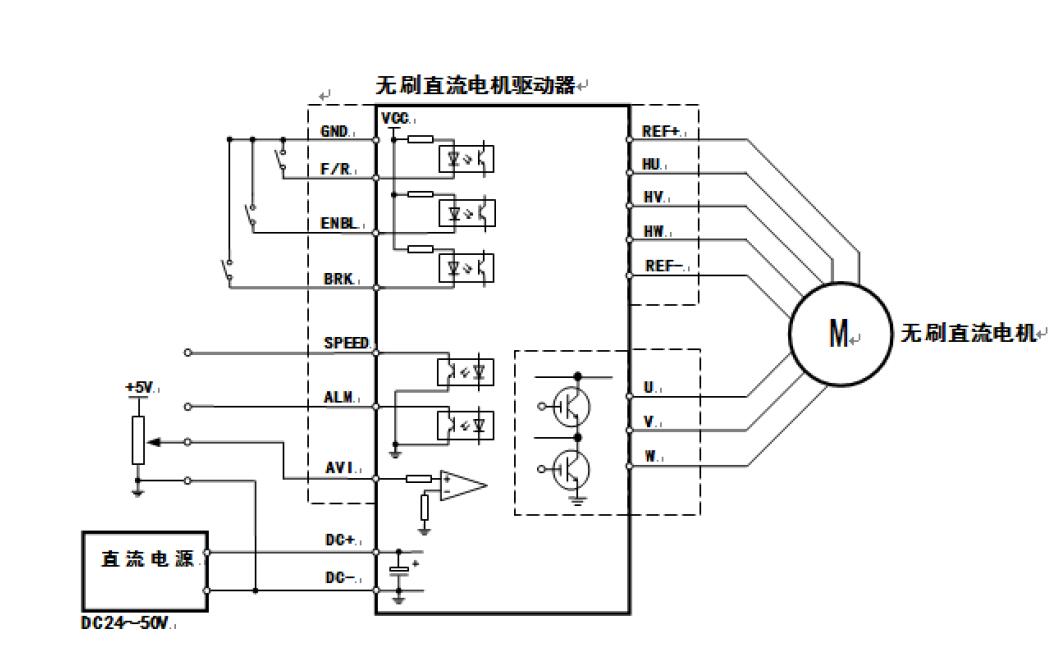 无刷直流电机驱动器
VCC
GND
F/R
ENBL
BRK
SPEED
ALM
AVI
DC+
DC-
+5V
直流电源
DC24～50V
+
-
+
REF+
HU
HV
HW
REF-
U
V
W
M
无刷直流电机